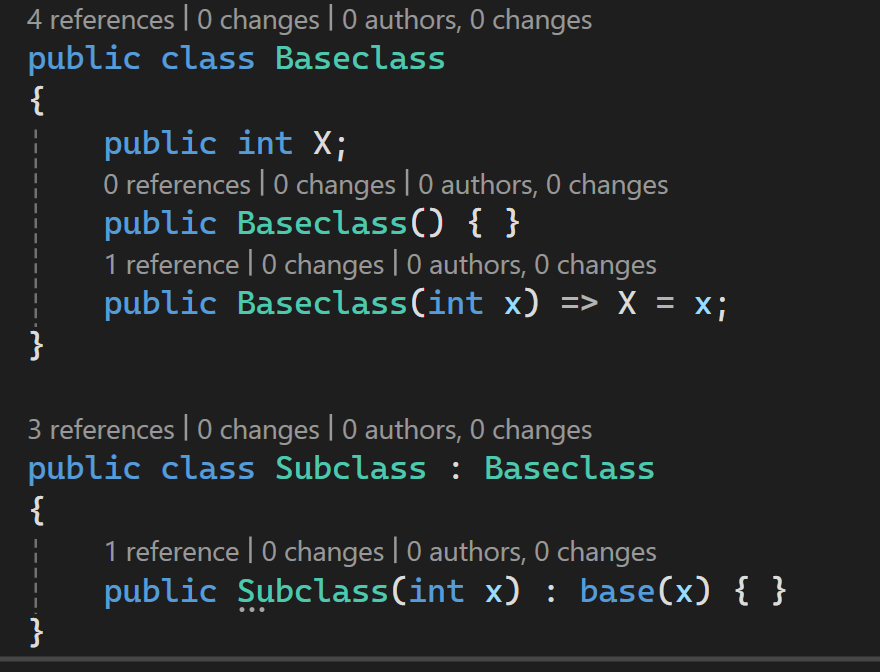 4 references | 0 changes | 0 authors, 0 changes
public class Baseclass
{
public int X;
0 references | 0 changes | 0 authors, 0 changes
public Baseclass() { }
1 reference | 0 changes | 0 authors, 0 changes
public Baseclass(int x) => X = x;
}
3 references | 0 changes | 0 authors, 0 changes
public class Subclass : Baseclass
{
1 reference | 0 changes | 0 authors, 0 changes
public Subclass(int x) : base(x) { }
}